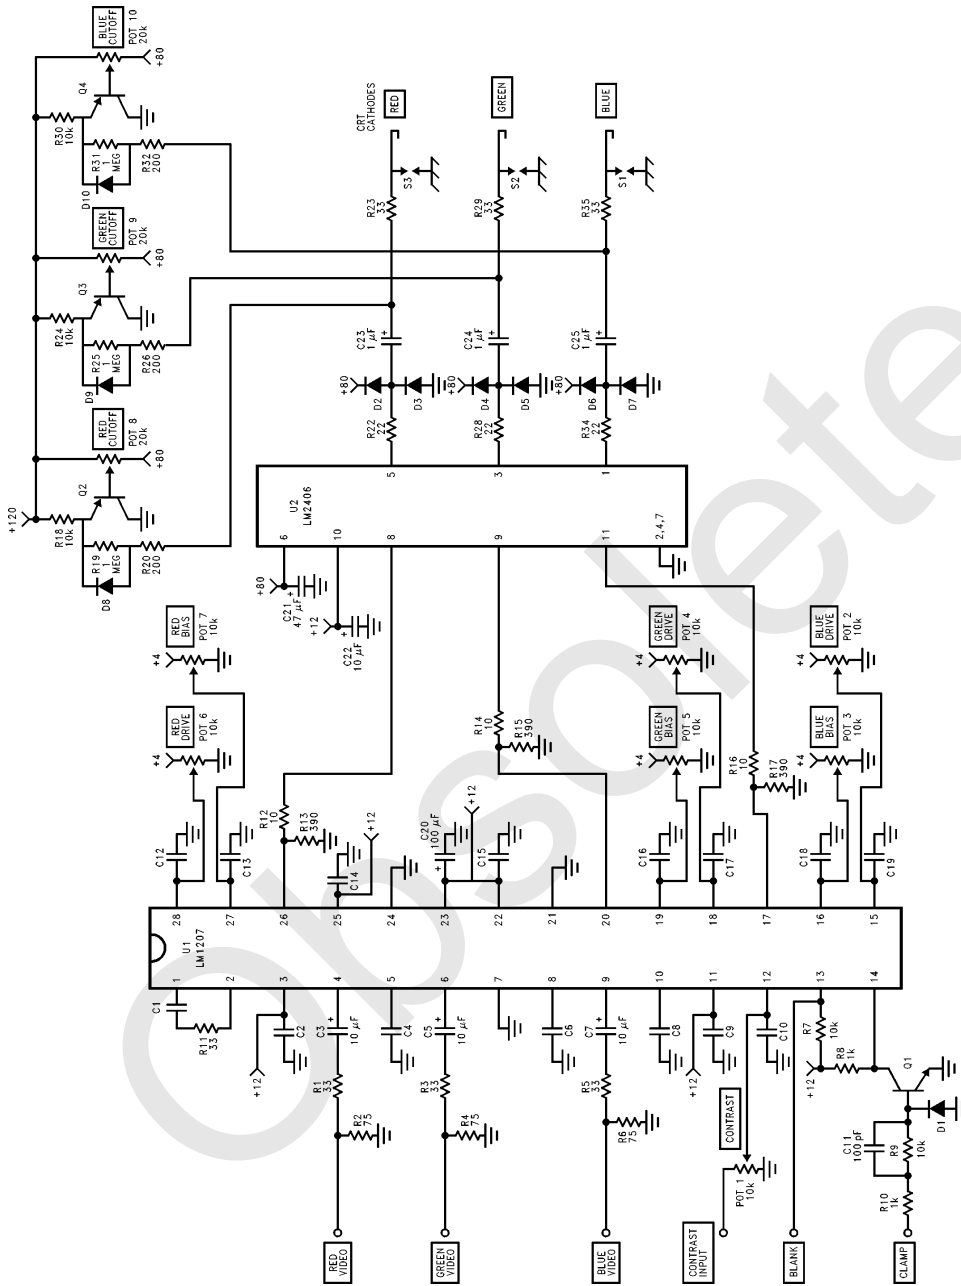 +120
R18
10k
R19
1
MEG
R20
200
D8
Q2
RED
CUTOFF
POT 8
20k
+80
R24
10k
R25
1
MEG
R26
200
D9
Q3
GREEN
CUTOFF
POT 9
20k
+80
R30
10k
R31
1
MEG
R32
200
D10
Q4
BLUE
CUTOFF
POT 10
20k
+80
CRT
CATHODES
RED
GREEN
BLUE
S3
S2
S1
R23
33
R29
33
R35
33
C23
1 μF
+
C24
1 μF
+
C25
1 μF
+
+80
D2
D3
+80
D4
D5
+80
D6
D7
R22
22
R28
22
R34
22
U2
LM2406
5
3
1
6
10
8
9
11
2,4,7
+80
C21
47 μF
+
+12
C22
10 μF
+
RED
BIAS
POT 7
10k
+4
RED
DRIVE
POT 6
10k
+4
GREEN
DRIVE
POT 4
10k
+4
GREEN
BIAS
POT 5
10k
+4
BLUE
DRIVE
POT 2
10k
+4
BLUE
BIAS
POT 3
10k
+4
R12
10
R13
390
R14
10
R15
390
R16
10
R17
390
C12
C13
C14
+12
C20
100 μF
+
+12
C15
C16
C17
C18
C19
U1
LM1207
28
27
26
25
24
23
22
21
20
19
18
17
16
15
1
2
3
4
5
6
7
8
9
10
11
12
13
14
C1
R11
33
+12
C2
C3
10 μF
+
C4
C5
10 μF
+
C6
C7
10 μF
+
C8
+12
C9
C10
R1
33
R2
75
R3
33
R4
75
R5
33
R6
75
R7
10k
+12
R8
1k
Q1
D1
C11
100 pF
R9
10k
R10
1k
CONTRAST
POT 1
10k
RED
VIDEO
GREEN
VIDEO
BLUE
VIDEO
CONTRAST
INPUT
BLANK
CLAMP
Obsolete